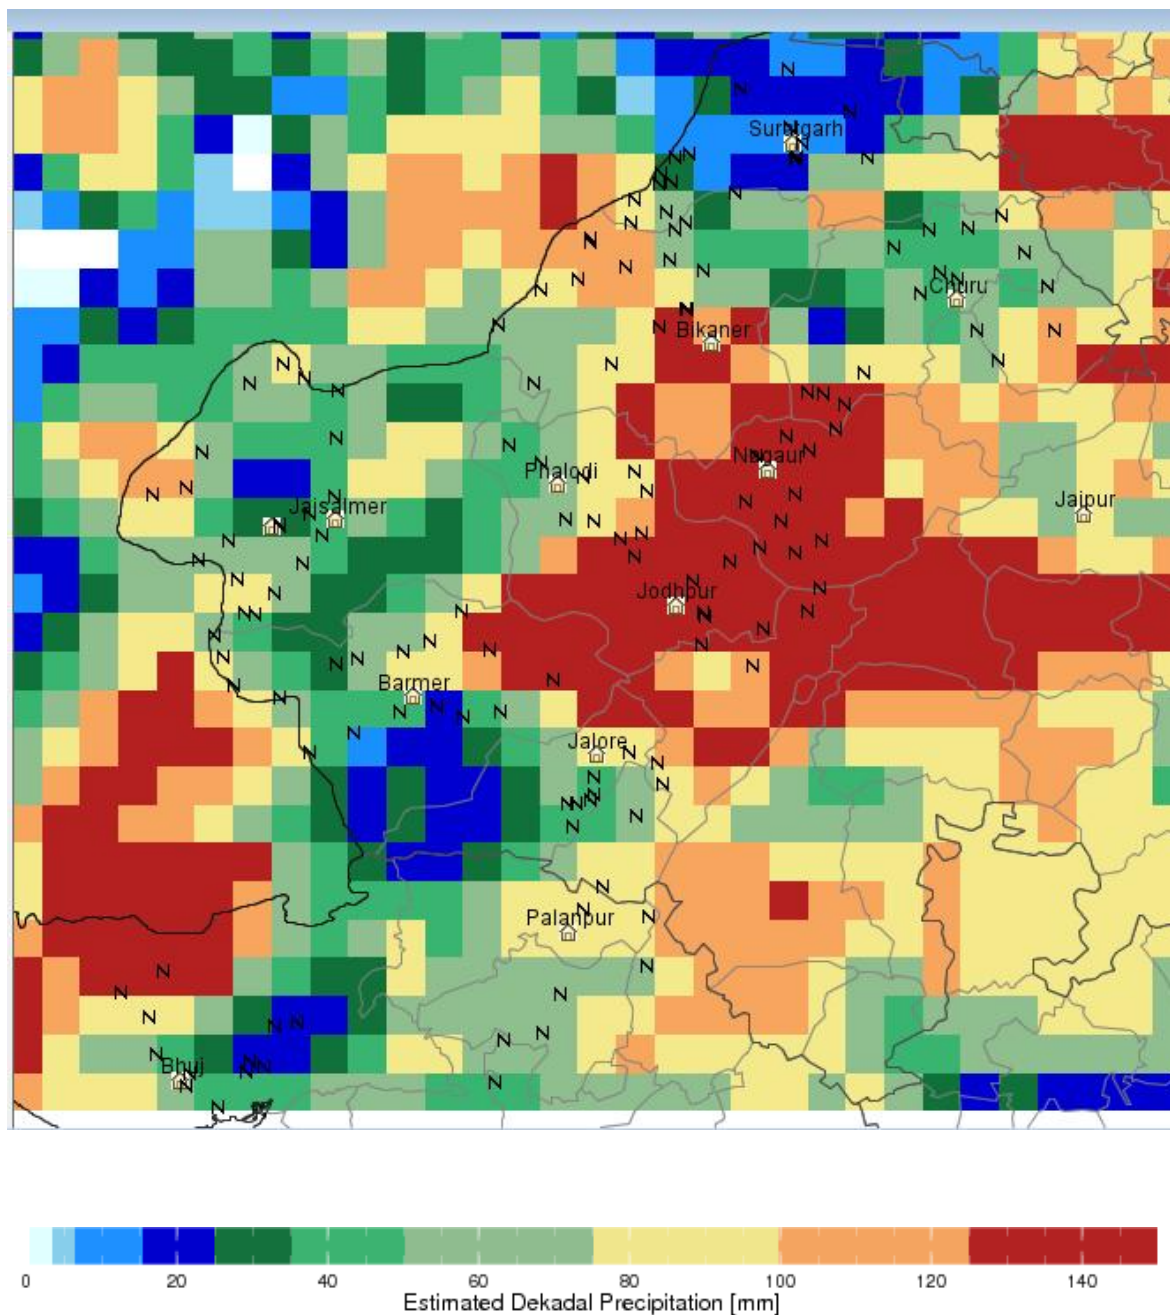 Suratgarh
Churu
Bikaner
Nagaur
Phalodi
Jaisalmer
Jaipur
Jodhpur
Barmer
Jalore
Palanpur
Bhuj
0 20 40 60 80 100 120 140
Estimated Dekadal Precipitation [mm]